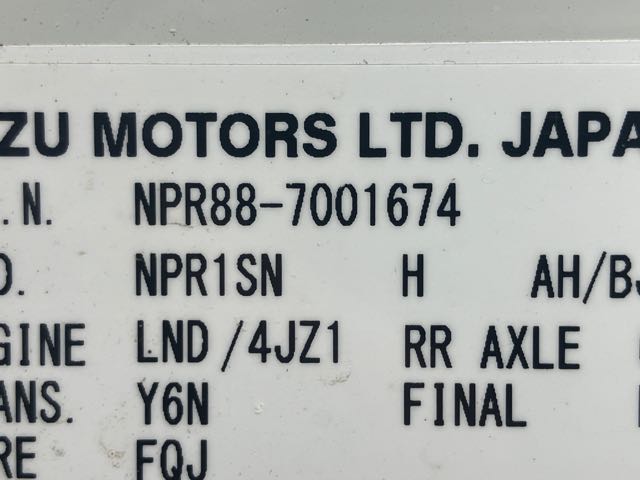 ZU MOTORS LTD. JAPA
.N. NPR88-7001674
O. NPR1SN H AH/BJ
GINE LND/4JZ1 RR AXLE
ANS. Y6N FINAL
RE FQJ